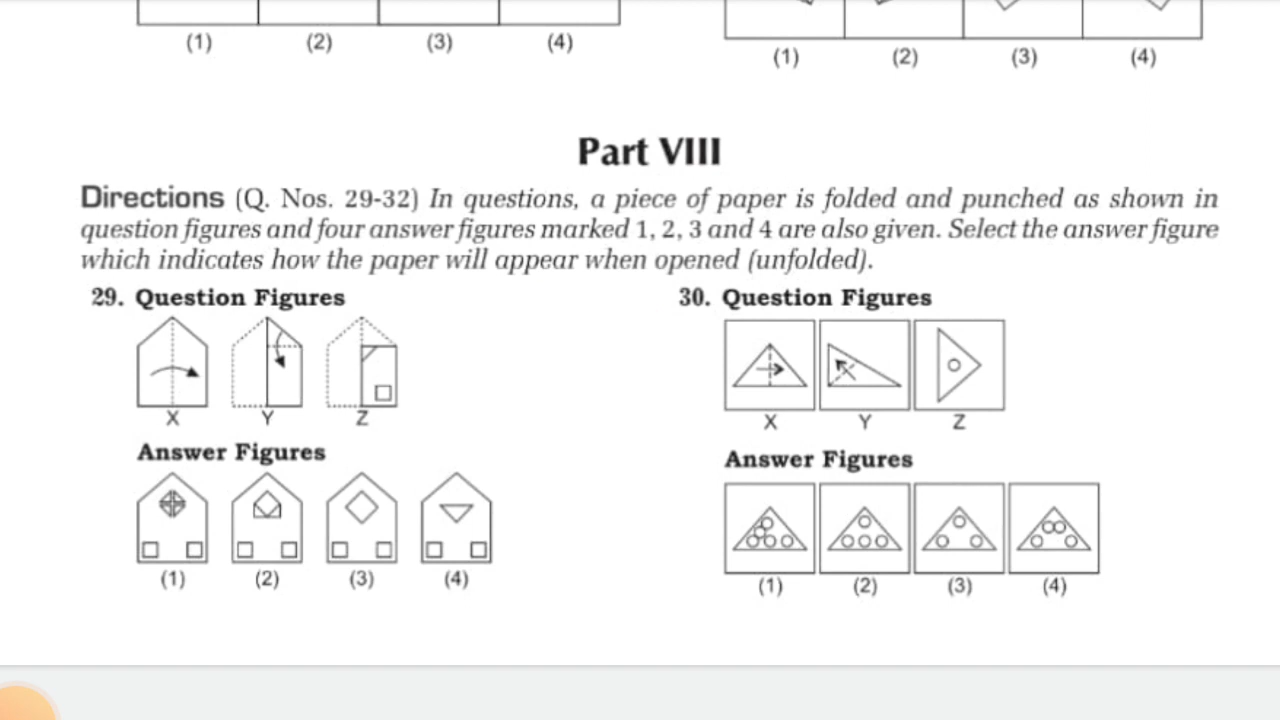 (1) (2) (3) (4)
(1) (2) (3) (4)
Part VIII
Directions (Q. Nos. 29-32) In questions, a piece of paper is folded and punched as shown in
question figures and four answer figures marked 1, 2, 3 and 4 are also given. Select the answer figure
which indicates how the paper will appear when opened (unfolded).
29. Question Figures
X Y Z
Answer Figures
(1) (2) (3) (4)
30. Question Figures
X Y Z
Answer Figures
(1) (2) (3) (4)